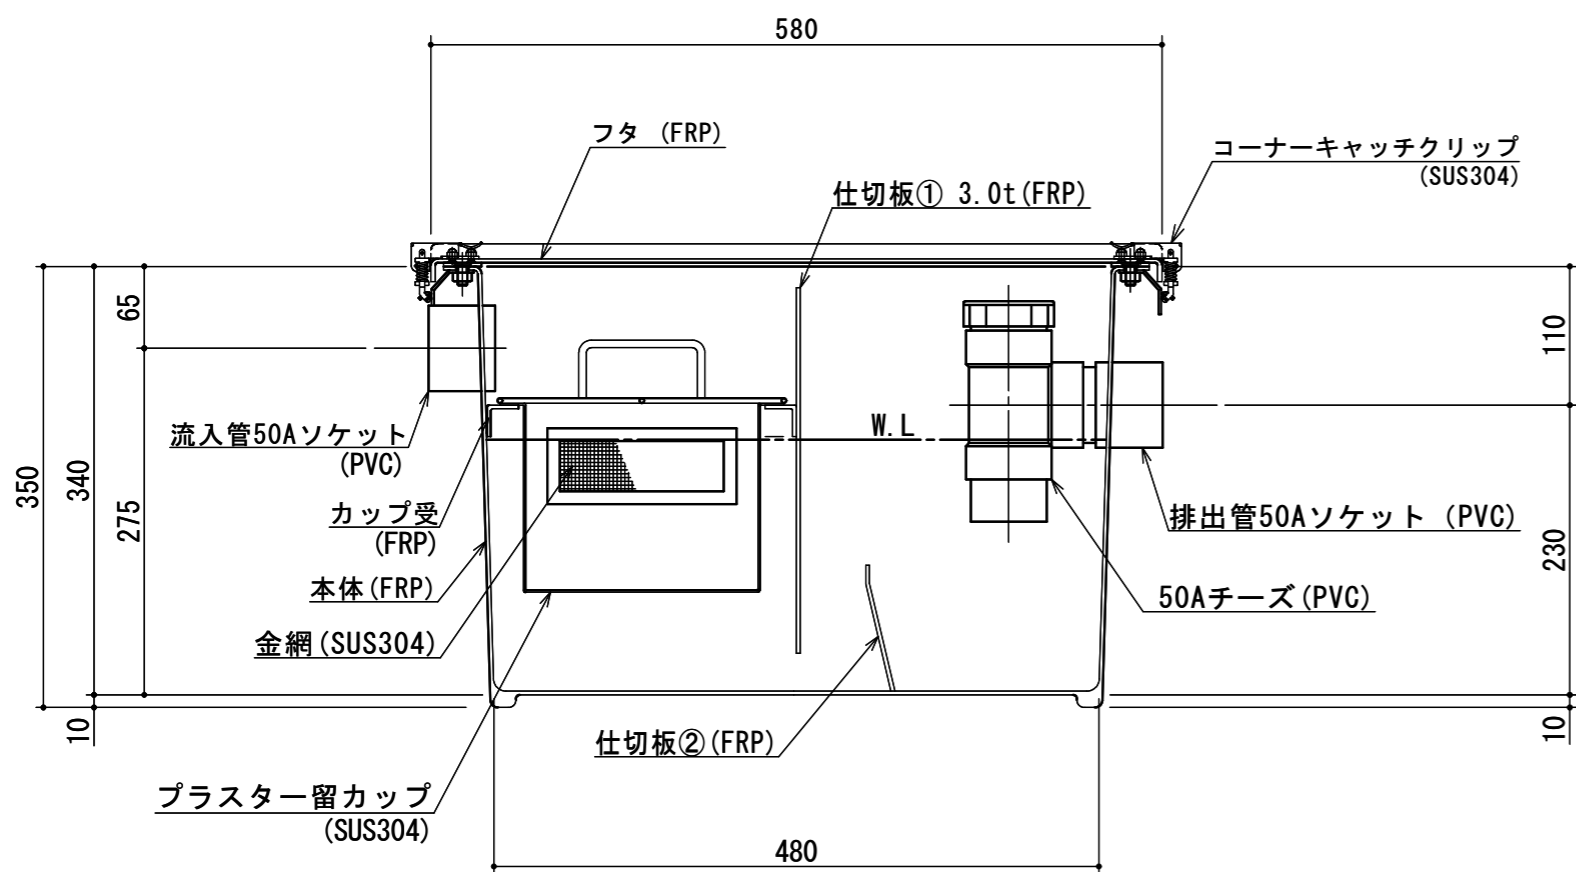 580
フタ (FRP)
コーナーキャッチクリップ
(SUS304)
仕切板① 3.0t(FRP)
65
110
流入管50Aソケット
(PVC)
W.L
350
340
275
カップ受
(FRP)
排出管50Aソケット (PVC)
230
本体(FRP)
50Aチーズ(PVC)
金網(SUS304)
10
10
仕切板②(FRP)
プラスター留カップ
(SUS304)
480